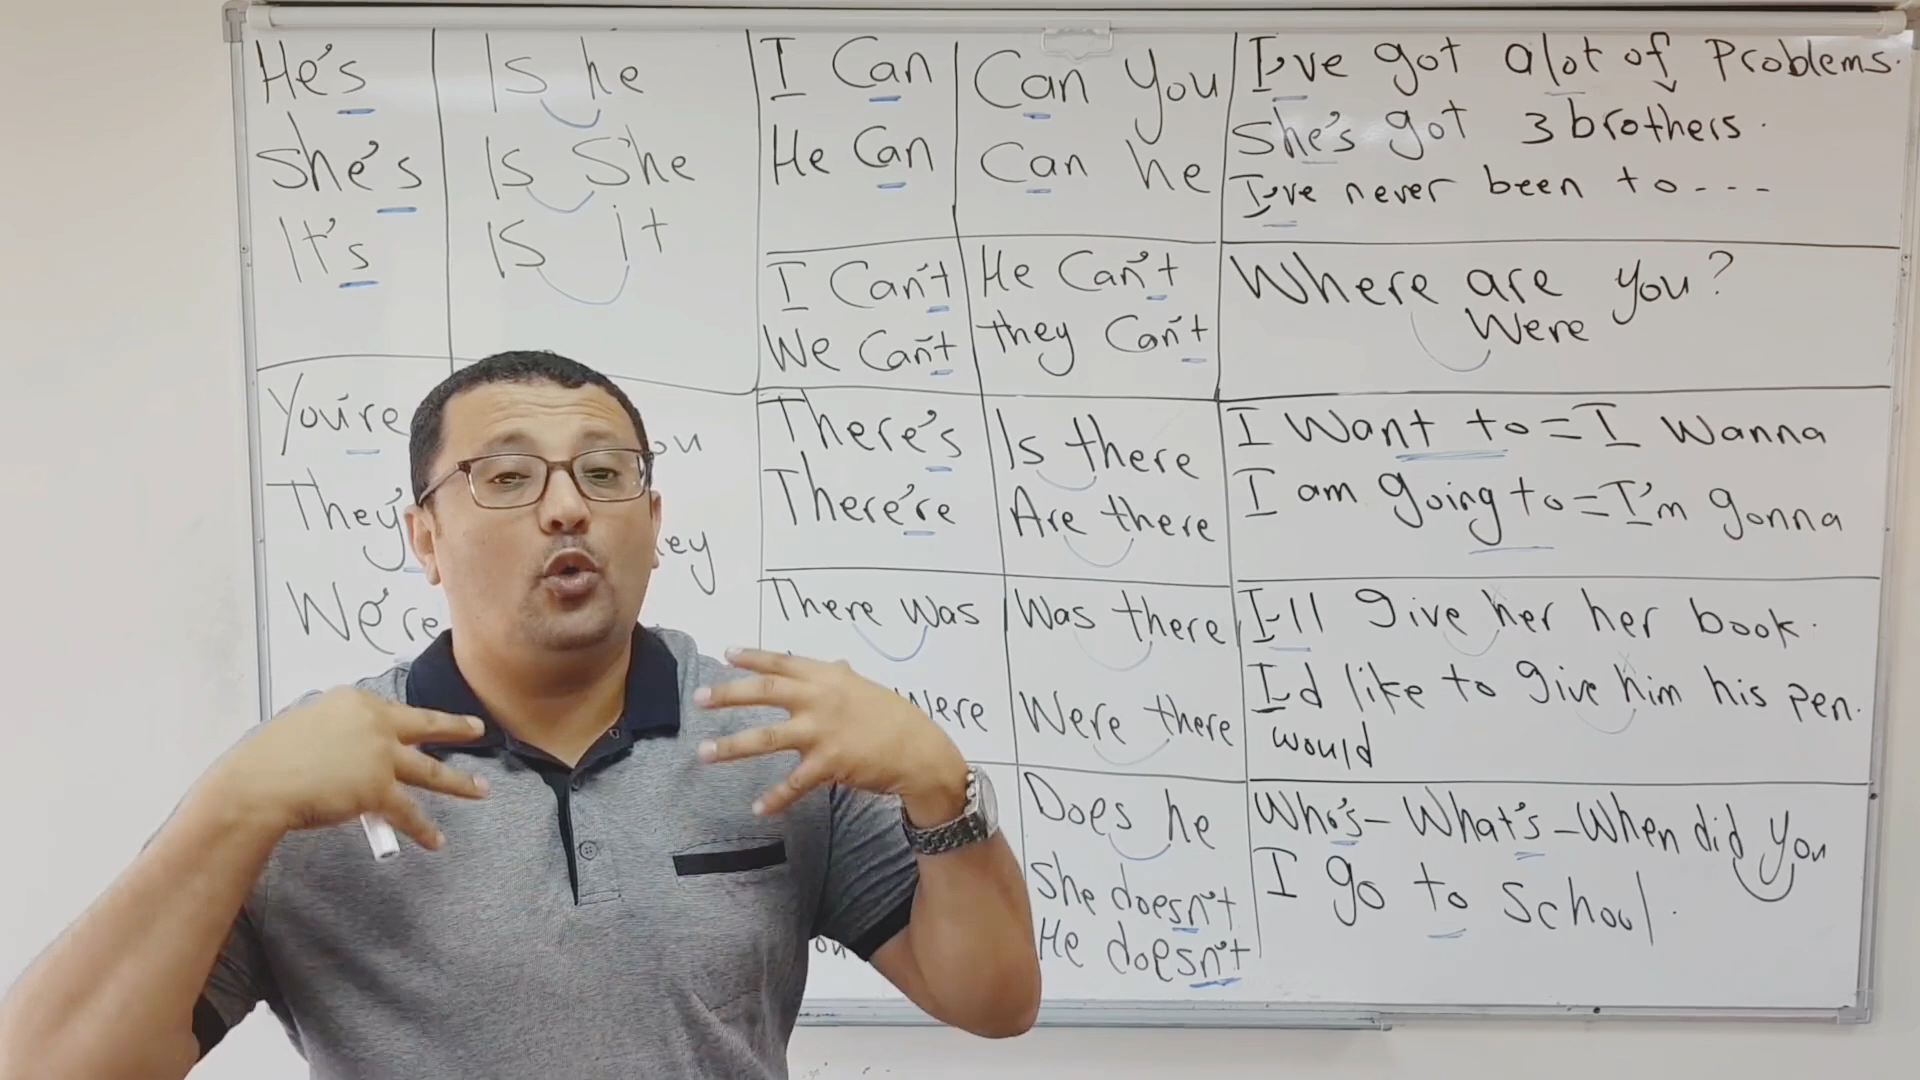 He's
She's
It's
Is he
Is She
Is it
I Can
He Can
Can You
Can he
I've got a lot of Problems.
She's got 3 brothers.
I've never been to ---
I Can't
We Can't
He Can't
they Can't
Where are you?
Were
You're
They
We're
There's
There're
Is there
Are there
I Want to = I Wanna
I am going to = I'm gonna
There was
Were
Was there
Were there
I'll give her her book.
I'd like to give him his pen.
would
Does he
She doesn't
He doesn't
Who's - What's - When did you
I go to School.